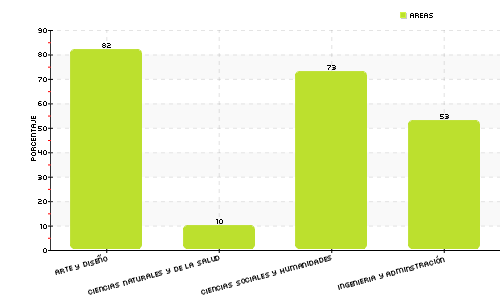 AREAS
90
82
80
73
70
60
53
50
PORCENTAJE
40
30
20
10
10
0
ARTE Y DISEÑO
CIENCIAS NATURALES Y DE LA SALUD
CIENCIAS SOCIALES Y HUMANIDADES
INGENIERIA Y ADMINSTRACIÓN